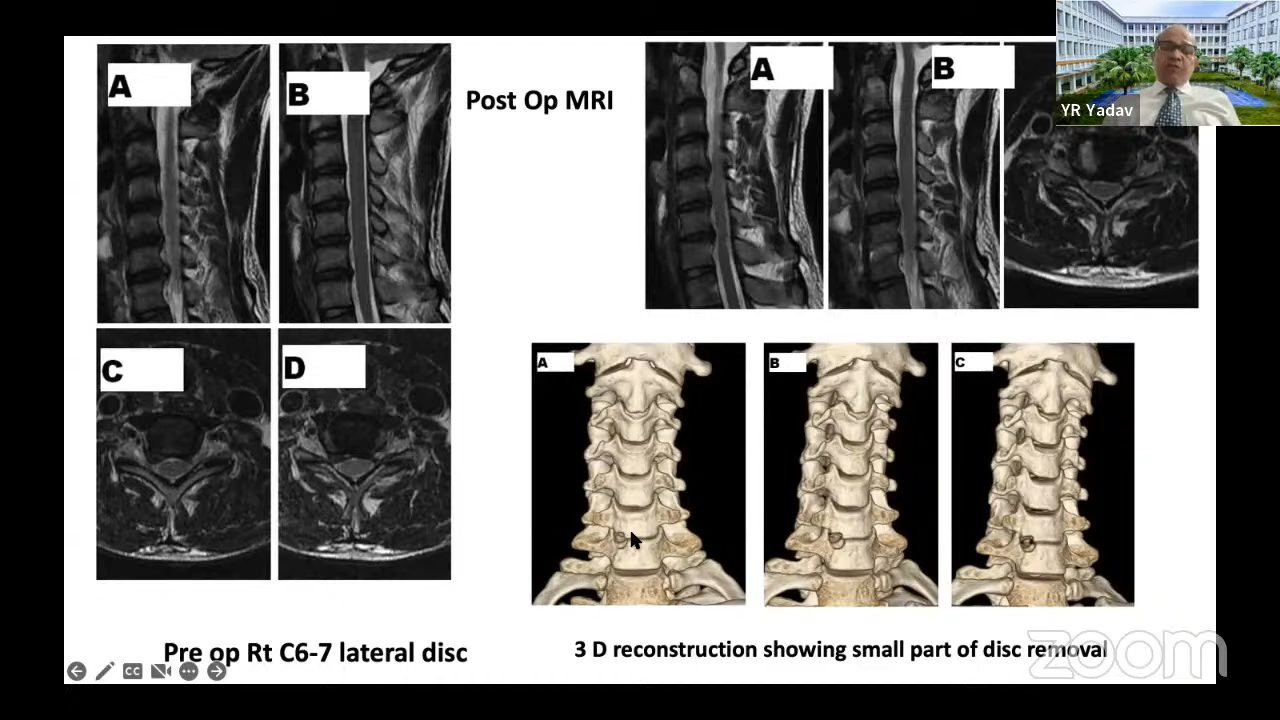 A
B
Post Op MRI
A
B
YR Yadav
C
D
A
B
C
Pre op Rt C6-7 lateral disc
3 D reconstruction showing small part of disc removal
CC
zoom